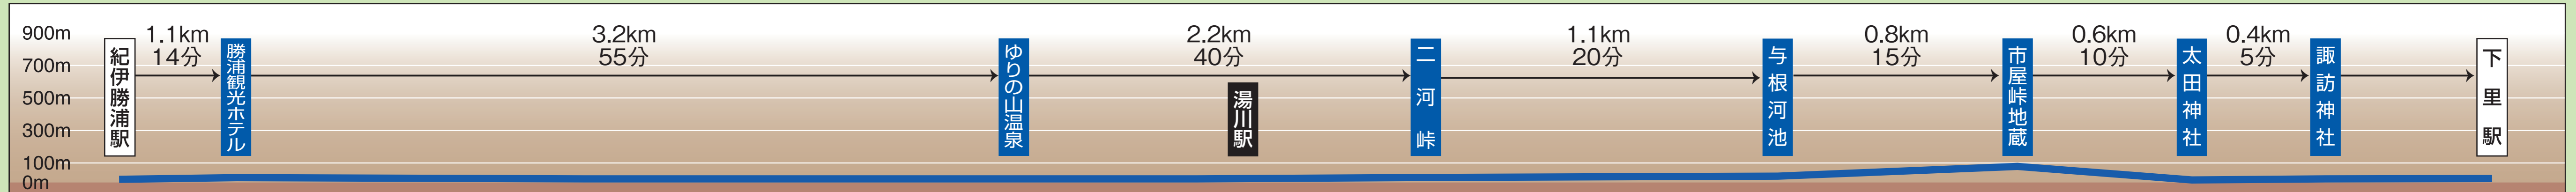 900m
700m
500m
300m
100m
0m
紀伊勝浦駅
1.1km
14分
勝浦観光ホテル
3.2km
55分
ゆりの山温泉
2.2km
40分
湯川駅
二河峠
1.1km
20分
与根河池
0.8km
15分
市屋峠地蔵
0.6km
10分
太田神社
0.4km
5分
諏訪神社
下里駅